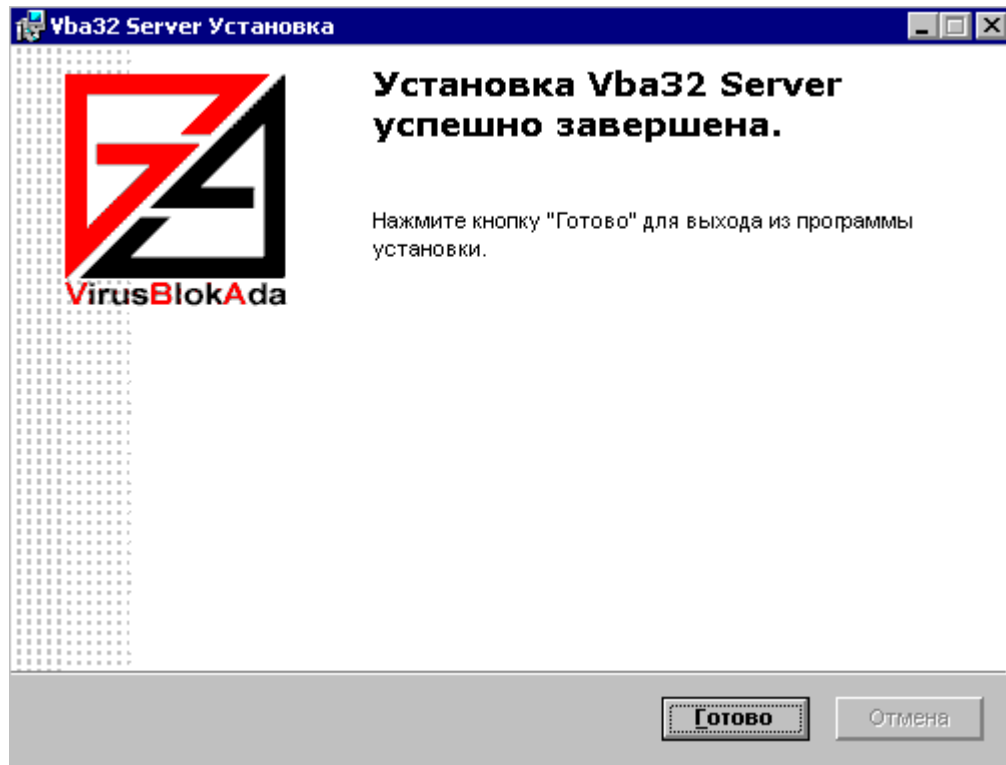 Vba32 Server Установка
Установка Vba32 Server
успешно завершена.
VirusBlokAda
Нажмите кнопку "Готово" для выхода из программы
установки.
Готово
Отмена